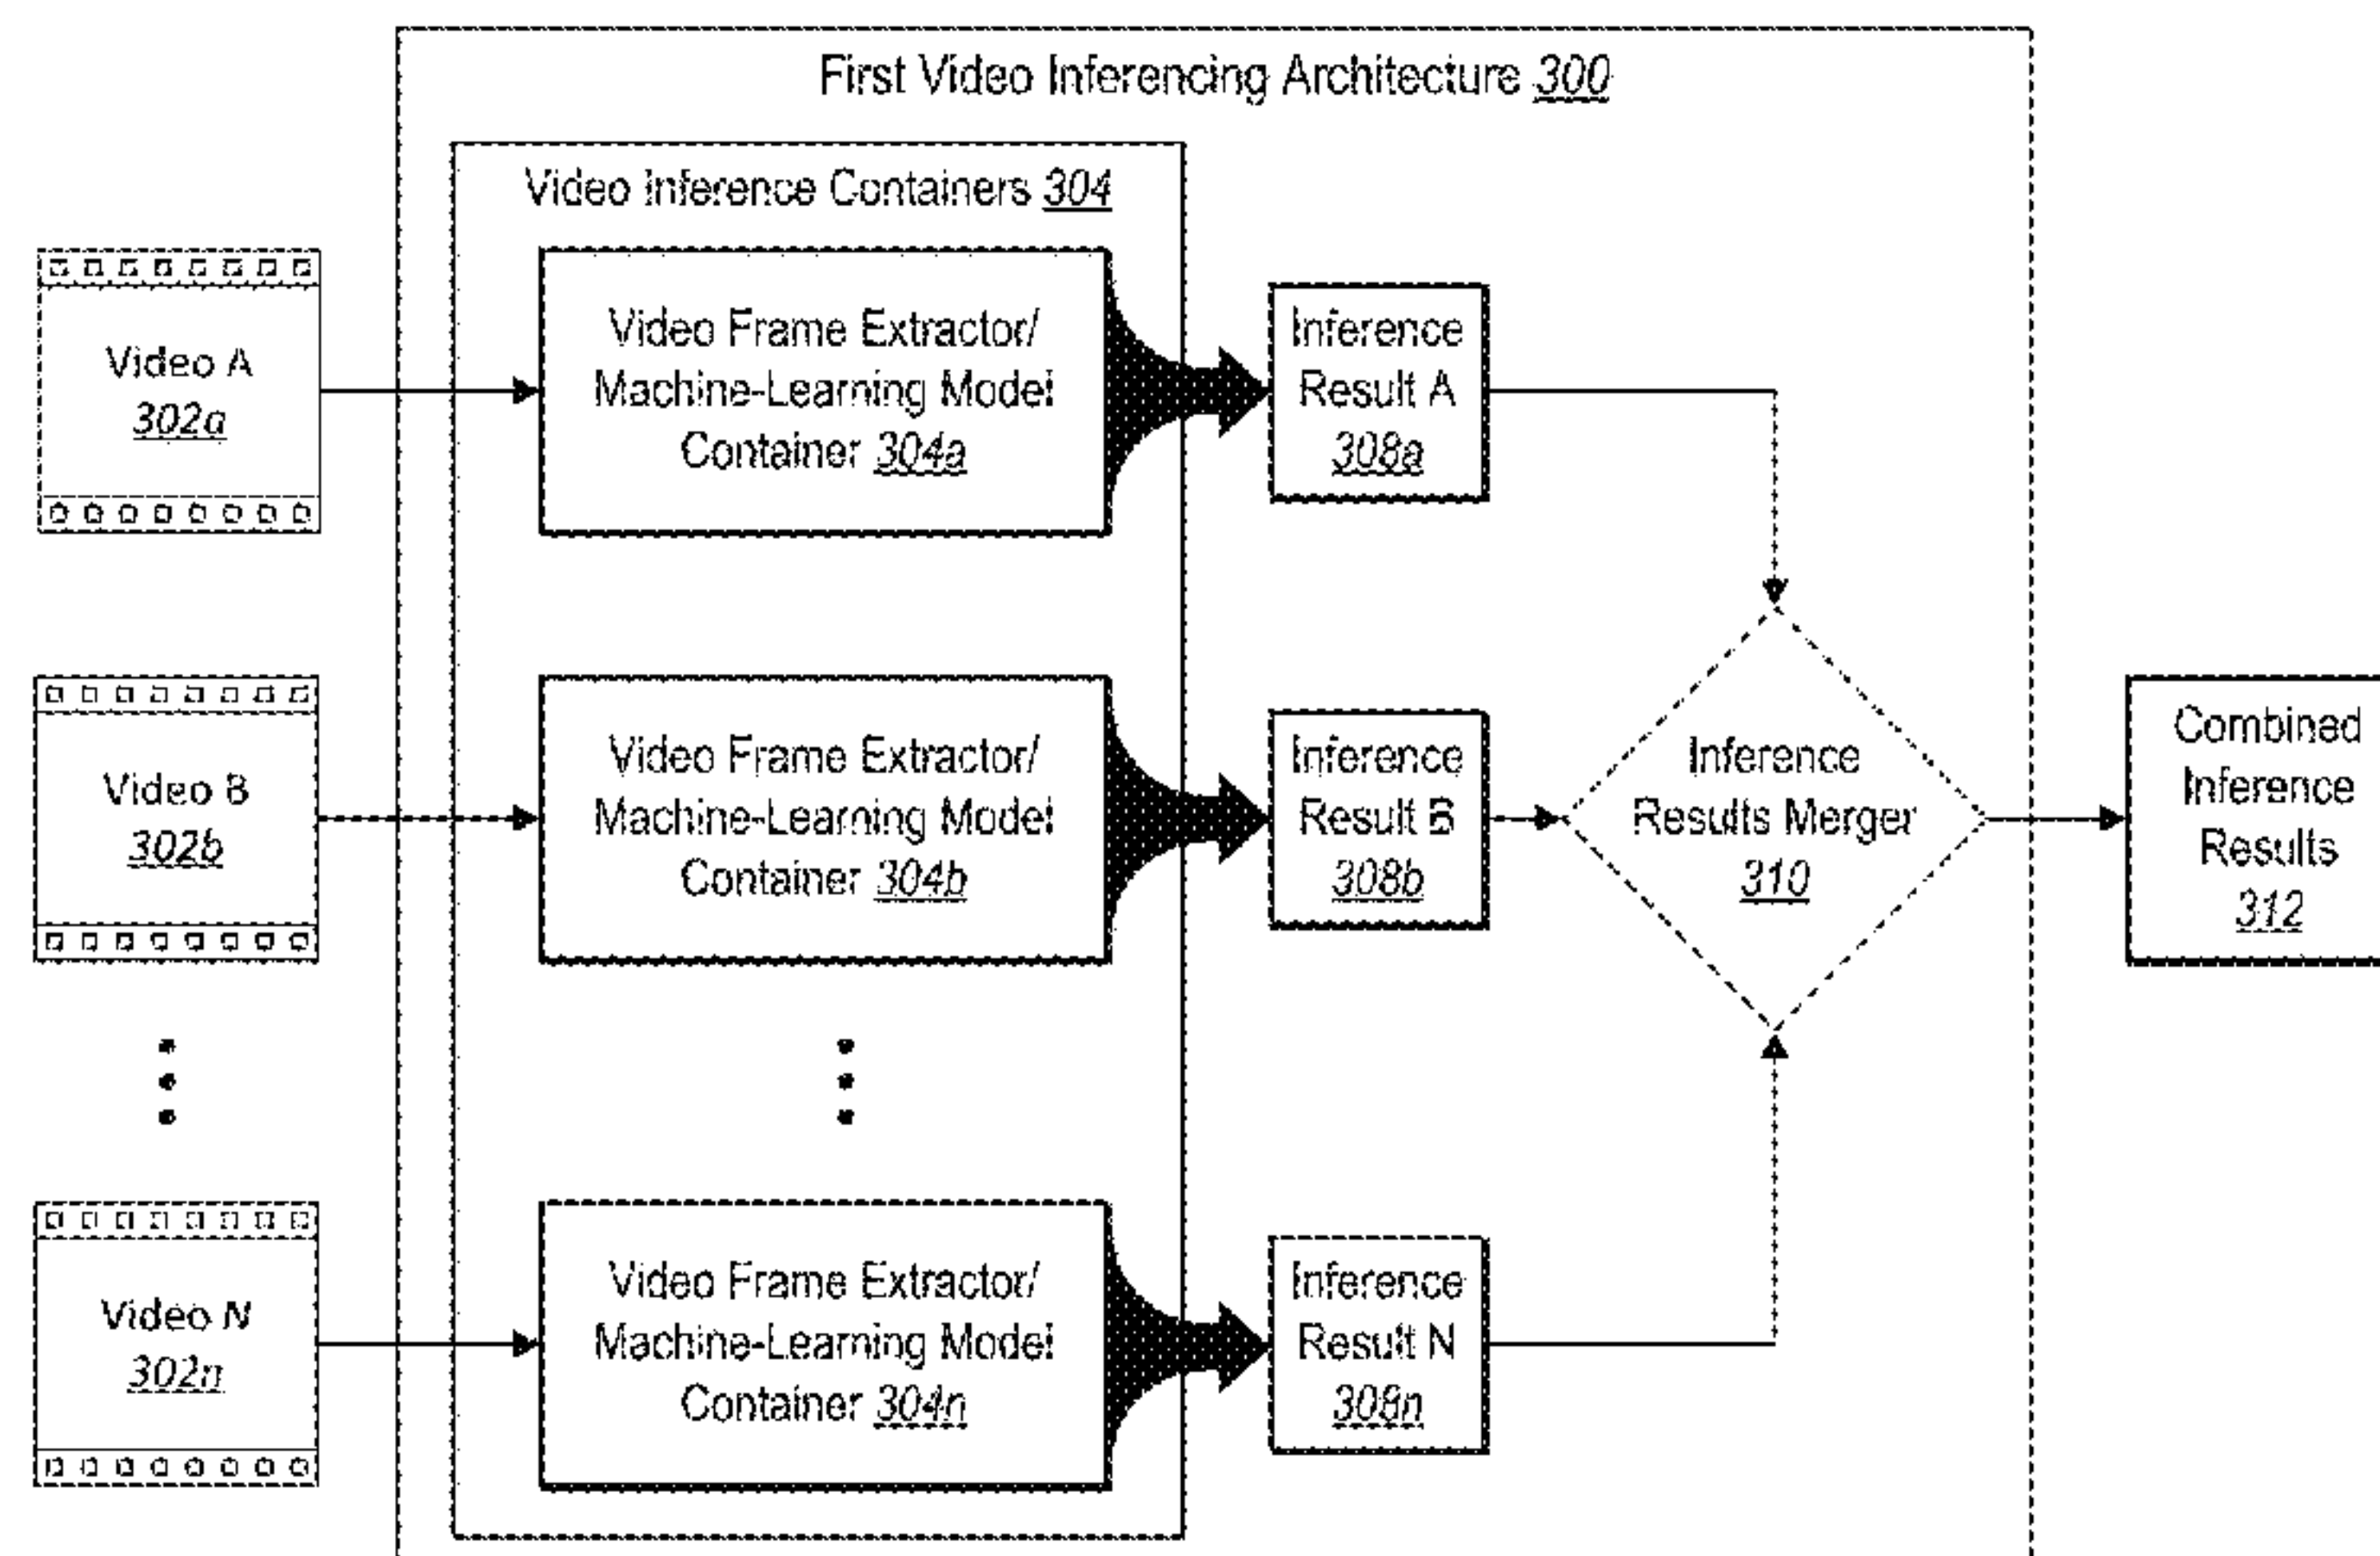 First Video Inferencing Architecture 300
Video Inference Containers 304
Video A
302a
Video Frame Extractor/
Machine-Learning Model
Container 304a
Inference
Result A
308a
Video B
302b
Video Frame Extractor/
Machine-Learning Model
Container 304b
Inference
Result B
308b
Inference
Results Merger
310
Combined
Inference
Results
312
Video N
302n
Video Frame Extractor/
Machine-Learning Model
Container 304n
Inference
Result N
308n